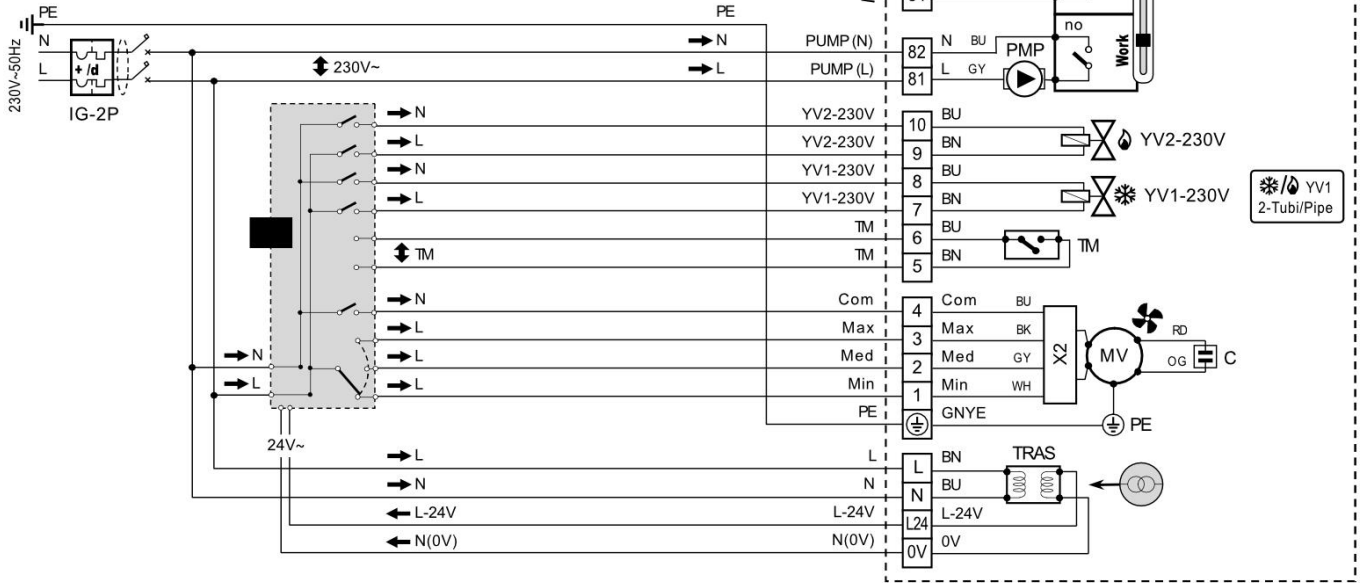 PE
PE
no
N
N
PUMP (N)
82
N
BU
PMP
Work
230V~50Hz
+ /d
230V~
L
L
PUMP (L)
81
L
GY
IG-2P
N
YV2-230V
10
BU
L
YV2-230V
9
BN
YV2-230V
N
YV1-230V
8
BU
L
YV1-230V
7
BN
YV1-230V
YV1
2-Tubi/Pipe
TM
6
BU
TM
TM
5
BN
TM
N
Com
4
Com
BU
L
Max
3
Max
BK
RD
N
L
Med
2
Med
GY
X2
MV
OG
C
L
L
Min
1
Min
WH
PE
GNYE
PE
24V~
L
L
L
BN
TRAS
N
N
N
BU
L-24V
L-24V
L24
L-24V
N(0V)
N(0V)
0V
0V